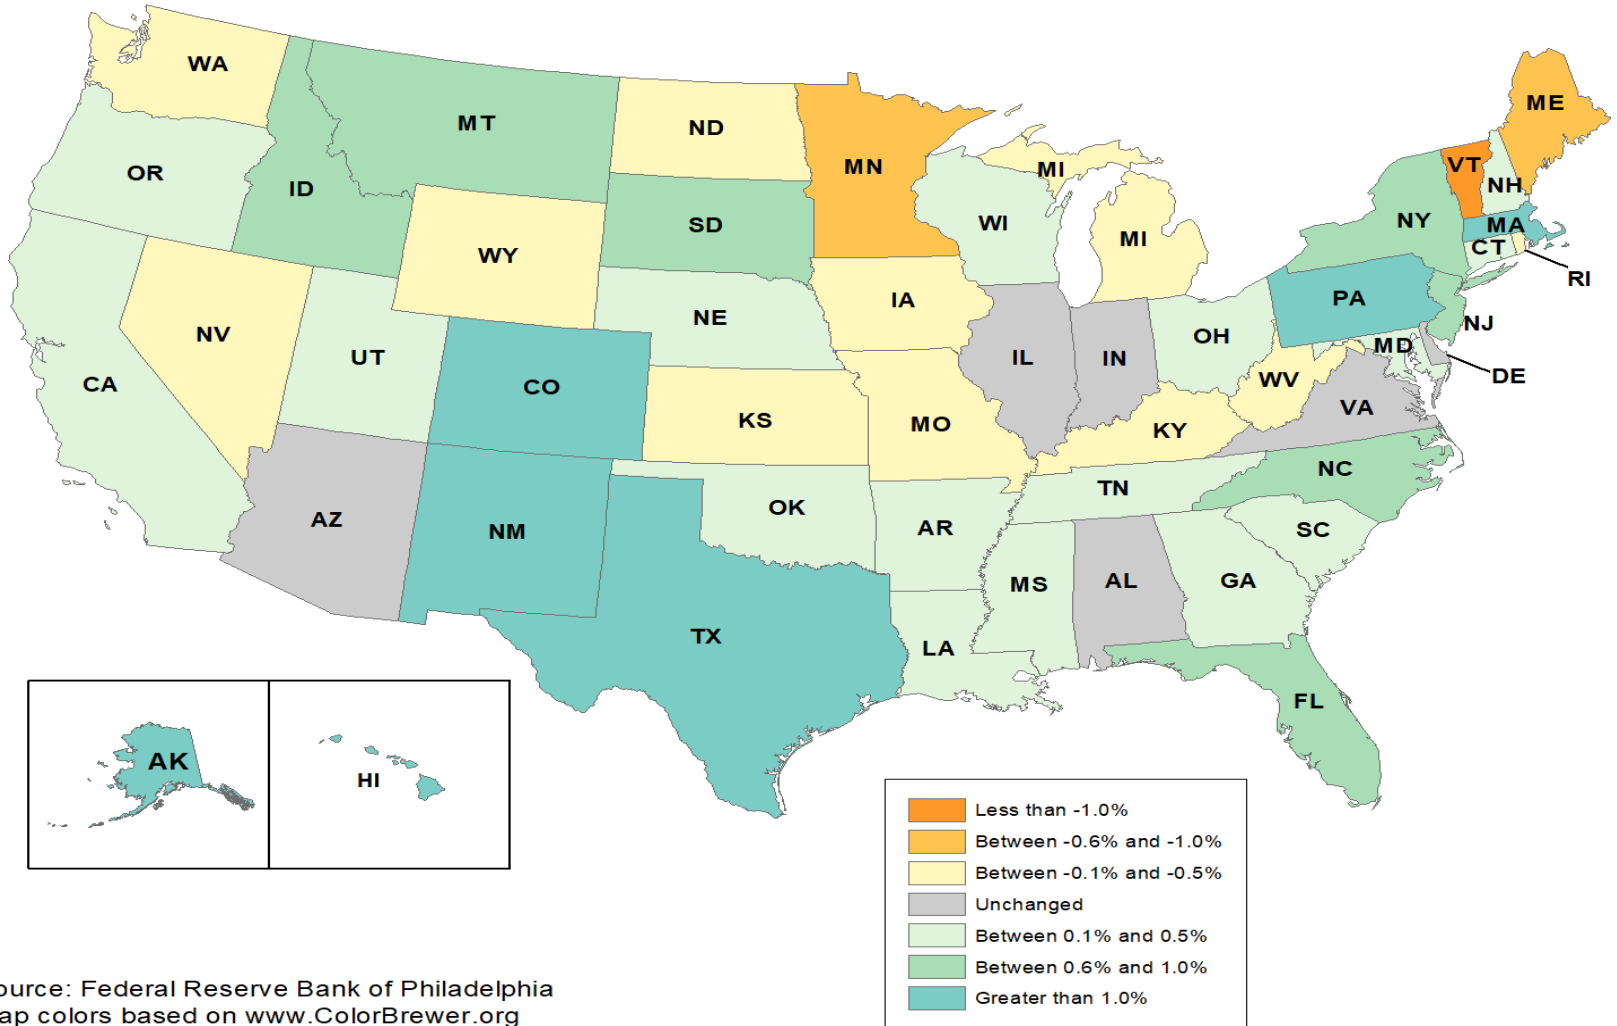 WA
MT
ND
MN
ME
OR
ID
SD
WI
MI
MI
VT
NH
NY
MA
CT
RI
WY
IA
NE
PA
NJ
NV
UT
CO
IL
IN
OH
MD
DE
CA
KS
MO
WV
VA
KY
AZ
NM
OK
AR
TN
NC
SC
TX
LA
MS
AL
GA
FL
AK
HI
Less than -1.0%
Between -0.6% and -1.0%
Between -0.1% and -0.5%
Unchanged
Between 0.1% and 0.5%
Between 0.6% and 1.0%
Greater than 1.0%
ource: Federal Reserve Bank of Philadelphia
ap colors based on www.ColorBrewer.org